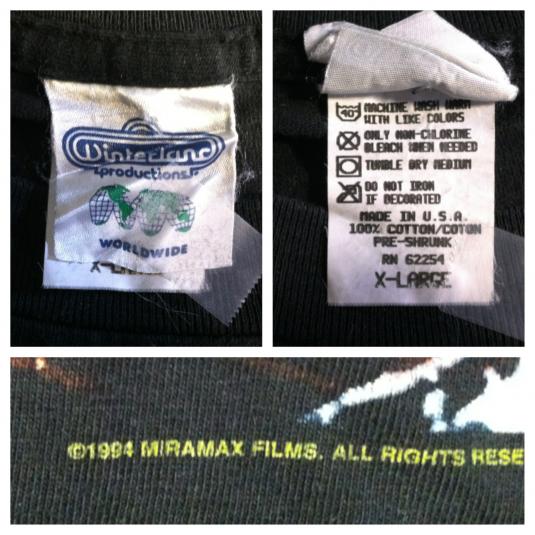 Winterland
productions
WORLDWIDE
X-LARGE
40°
MACHINE WASH WARM
WITH LIKE COLORS
ONLY NON-CHLORINE
BLEACH WHEN NEEDED
TUMBLE DRY MEDIUM
DO NOT IRON
IF DECORATED
MADE IN U.S.A.
100% COTTON/COTON
PRE-SHRUNK
RN 62254
X-LARGE
©1994 MIRAMAX FILMS. ALL RIGHTS RESE